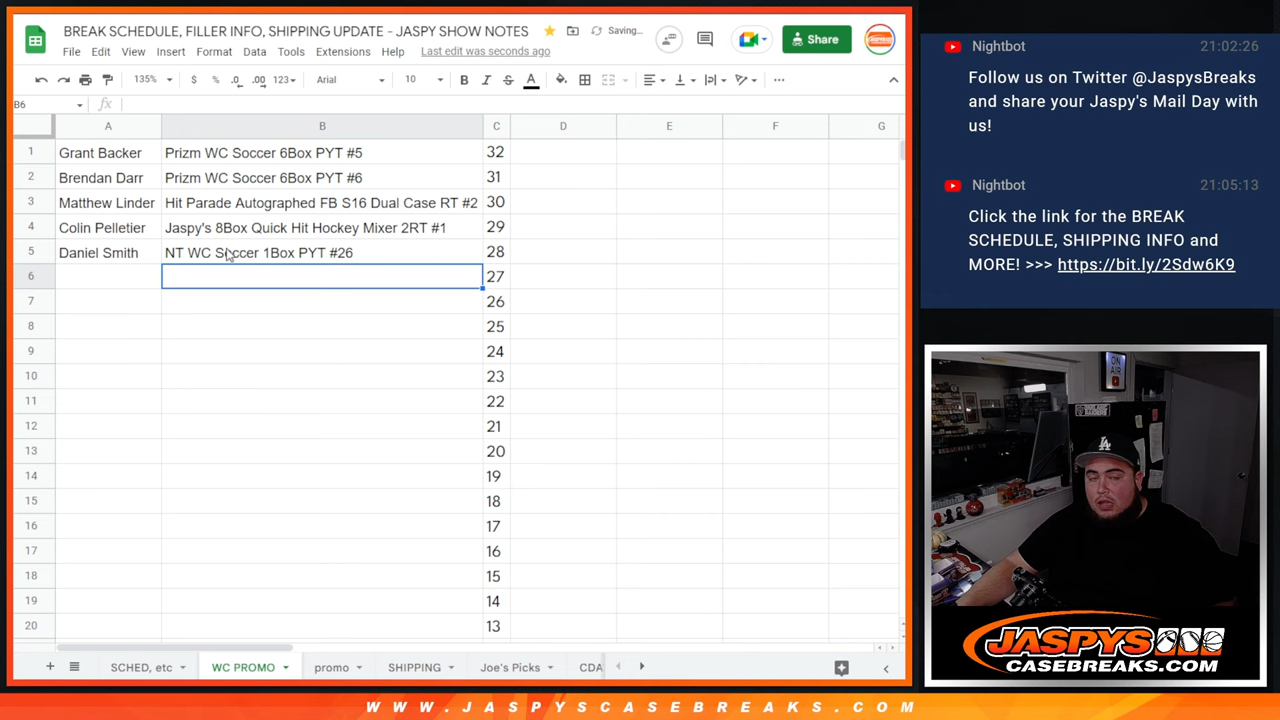 BREAK SCHEDULE, FILLER INFO, SHIPPING UPDATE - JASPY SHOW NOTES
Saving...
File Edit View Insert Format Data Tools Extensions Help Last edit was seconds ago
Share
135% $ % .0 .00 123 Arial 10 B I S A
B6 fx
A B C D E F G
1 Grant Backer Prizm WC Soccer 6Box PYT #5 32
2 Brendan Darr Prizm WC Soccer 6Box PYT #6 31
3 Matthew Linder Hit Parade Autographed FB S16 Dual Case RT #2 30
4 Colin Pelletier Jaspy's 8Box Quick Hit Hockey Mixer 2RT #1 29
5 Daniel Smith NT WC Soccer 1Box PYT #26 28
6 27
7 26
8 25
9 24
10 23
11 22
12 21
13 20
14 19
15 18
16 17
17 16
18 15
19 14
20 13
SCHED, etc WC PROMO promo SHIPPING Joe's Picks CDA
Nightbot 21:02:26
Follow us on Twitter @JaspysBreaks
and share your Jaspy's Mail Day with
us!
Nightbot 21:05:13
Click the link for the BREAK
SCHEDULE, SHIPPING INFO and
MORE! >>> https://bit.ly/2Sdw6K9
ON
AIR
LA
JASPYS
CASEBREAKS.COM
WWW.JASPYSCASEBREAKS.COM